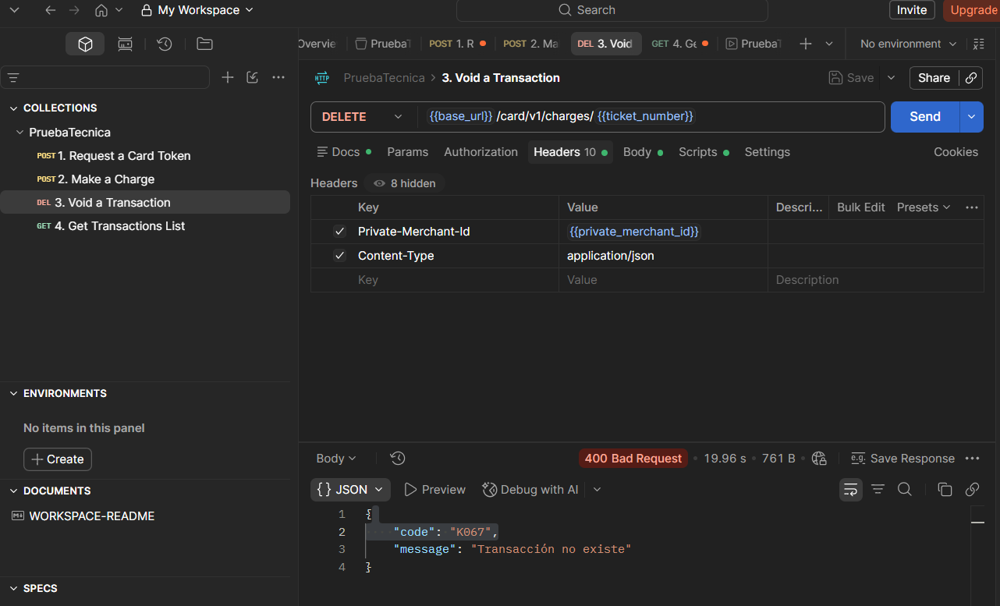 My Workspace
Search
Invite
Upgrade
Overvie
Prueba
POST 1. R
POST 2. Ma
DEL 3. Void
GET 4. Ge
Prueba
No environment
HTTP PruebaTecnica > 3. Void a Transaction
Save
Share
COLLECTIONS
PruebaTecnica
POST 1. Request a Card Token
POST 2. Make a Charge
DEL 3. Void a Transaction
GET 4. Get Transactions List
DELETE
{{base_url}} /card/v1/charges/ {{ticket_number}}
Send
Docs
Params
Authorization
Headers 10
Body
Scripts
Settings
Cookies
Headers
8 hidden
Key Value Descri... Bulk Edit Presets
Private-Merchant-Id {{private_merchant_id}}
Content-Type application/json
Key Value Description
ENVIRONMENTS
No items in this panel
Create
DOCUMENTS
WORKSPACE-README
SPECS
Body
400 Bad Request
19.96 s
761 B
e.g. Save Response
{ } JSON
Preview
Debug with AI
1 {
2 "code": "K067",
3 "message": "Transacción no existe"
4 }